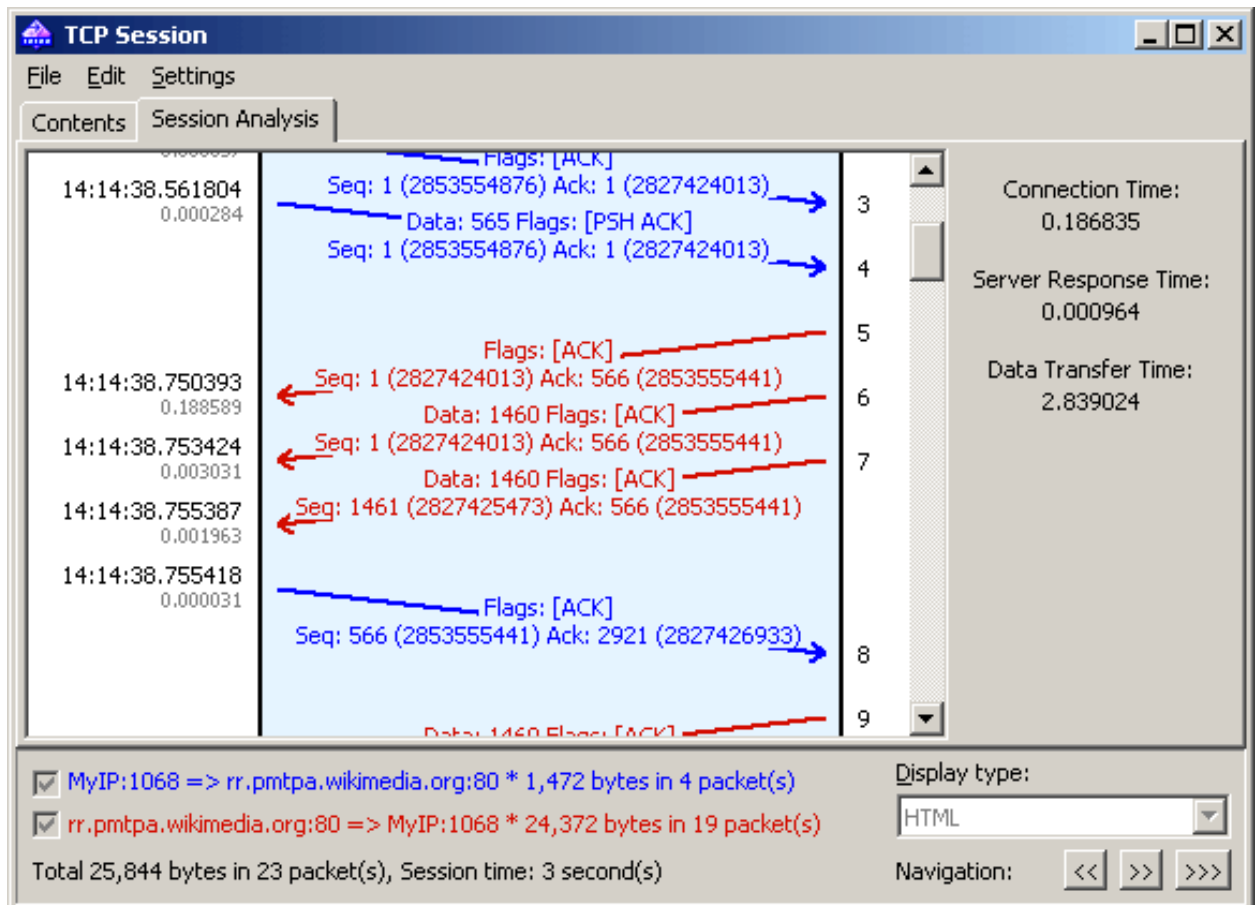 TCP Session
File Edit Settings
Contents Session Analysis
Flags: [ACK]
14:14:38.561804 Seq: 1 (2853554876) Ack: 1 (2827424013) 3
0.000284 Data: 565 Flags: [PSH ACK]
Seq: 1 (2853554876) Ack: 1 (2827424013) 4
5
Flags: [ACK]
14:14:38.750393 Seq: 1 (2827424013) Ack: 566 (2853555441)
0.188589 Data: 1460 Flags: [ACK] 6
14:14:38.753424 Seq: 1 (2827424013) Ack: 566 (2853555441)
0.003031 Data: 1460 Flags: [ACK] 7
14:14:38.755387 Seq: 1461 (2827425473) Ack: 566 (2853555441)
0.001963
14:14:38.755418
0.000031 Flags: [ACK]
Seq: 566 (2853555441) Ack: 2921 (2827426933) 8
Data: 1460 Flags: [ACK] 9
Connection Time:
0.186835
Server Response Time:
0.000964
Data Transfer Time:
2.839024
MyIP:1068 => rr.pmtpa.wikimedia.org:80 * 1,472 bytes in 4 packet(s)
rr.pmtpa.wikimedia.org:80 => MyIP:1068 * 24,372 bytes in 19 packet(s)
Total 25,844 bytes in 23 packet(s), Session time: 3 second(s)
Display type:
HTML
Navigation: << >> >>>